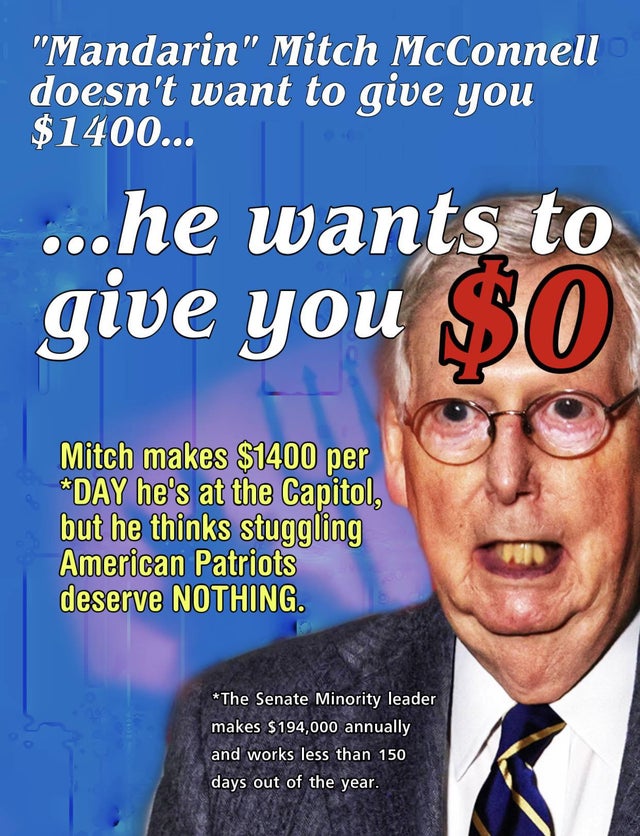 "Mandarin" Mitch McConnell
doesn't want to give you
$1400...
...he wants to
give you $0
Mitch makes $1400 per
*DAY he's at the Capitol,
but he thinks stuggling
American Patriots
deserve NOTHING.
*The Senate Minority leader
makes $194,000 annually
and works less than 150
days out of the year.